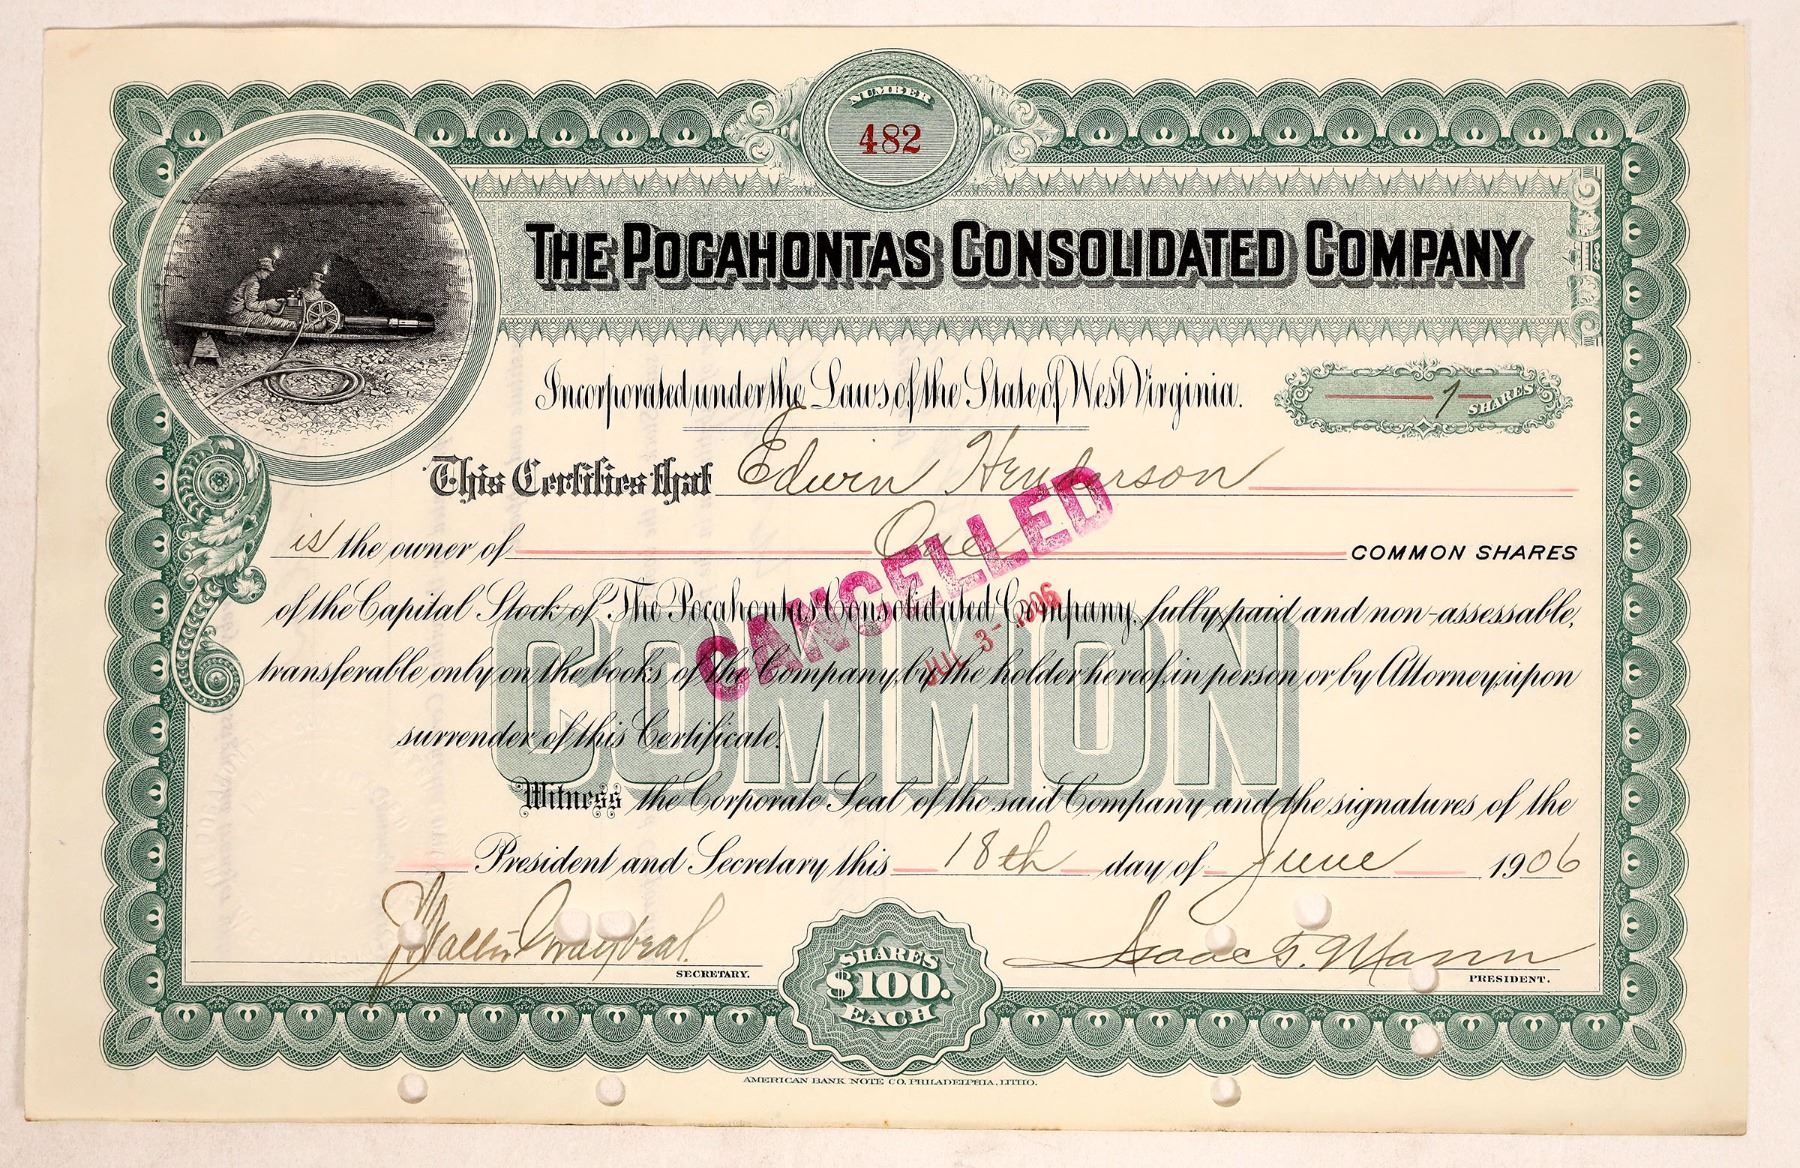 NUMBER
482
THE POCAHONTAS CONSOLIDATED COMPANY
Incorporated under the Laws of the State of West Virginia.
1 SHARES
This Certifies that Edwin Henderson
is the owner of One COMMON SHARES
of the Capital Stock of The Pocahontas Consolidated Company, fully paid and non-assessable,
transferable only on the books of the Company, by the holder hereof, in person or by Attorney, upon
surrender of this Certificate.
COMMON
CANCELLED
JUL 3- 1906
Witness the Corporate Seal of the said Company and the signatures of the
President and Secretary this 18th day of June 1906
SECRETARY.
Isaac T. Mann
PRESIDENT.
SHARES
$100.
EACH
AMERICAN BANK NOTE CO. PHILADELPHIA, LITHO.